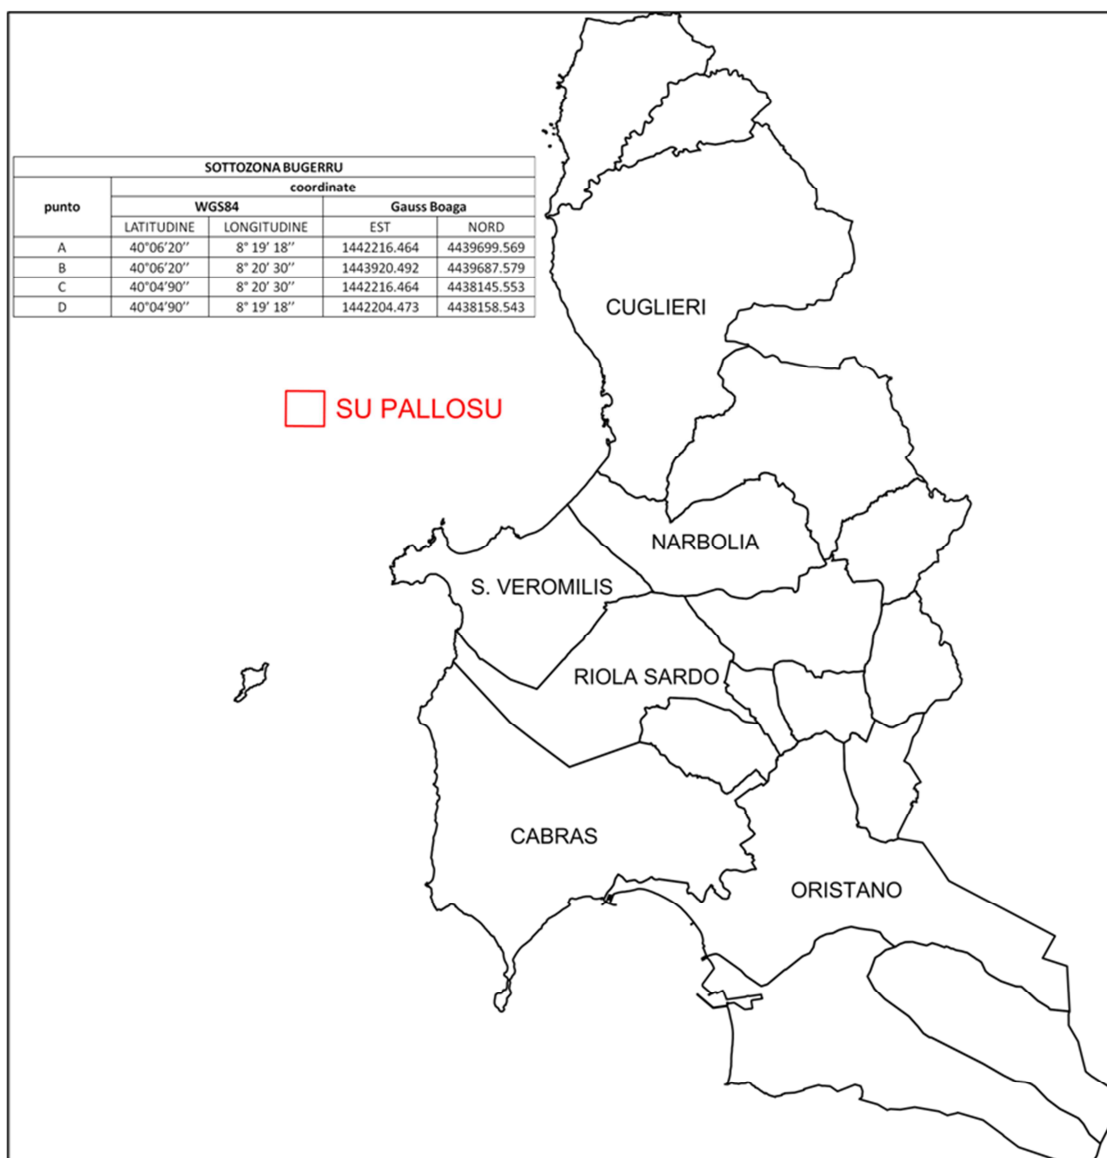 SOTTOZONA BUGERRU
punto
coordinate
WGS84 Gauss Boaga
LATITUDINE LONGITUDINE EST NORD
A 40°06'20'' 8° 19' 18'' 1442216.464 4439699.569
B 40°06'20'' 8° 20' 30'' 1443920.492 4439687.579
C 40°04'90'' 8° 20' 30'' 1442216.464 4438145.553
D 40°04'90'' 8° 19' 18'' 1442204.473 4438158.543
CUGLIERI
SU PALLOSU
NARBOLIA
S. VEROMILIS
RIOLA SARDO
CABRAS
ORISTANO